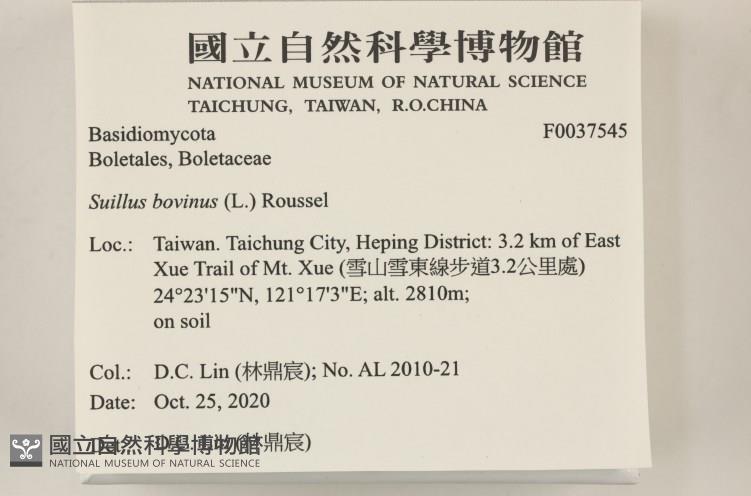 國立自然科學博物館
NATIONAL MUSEUM OF NATURAL SCIENCE
TAICHUNG, TAIWAN, R.O.CHINA
Basidiomycota F0037545
Boletales, Boletaceae
Suillus bovinus (L.) Roussel
Loc.: Taiwan. Taichung City, Heping District: 3.2 km of East
Xue Trail of Mt. Xue (雪山雪東線步道3.2公里處)
24°23'15"N, 121°17'3"E; alt. 2810m;
on soil
Col.: D.C. Lin (林鼎宸); No. AL 2010-21
Date: Oct. 25, 2020
(林鼎宸)
國立自然科學博物館
NATIONAL MUSEUM OF NATURAL SCIENCE